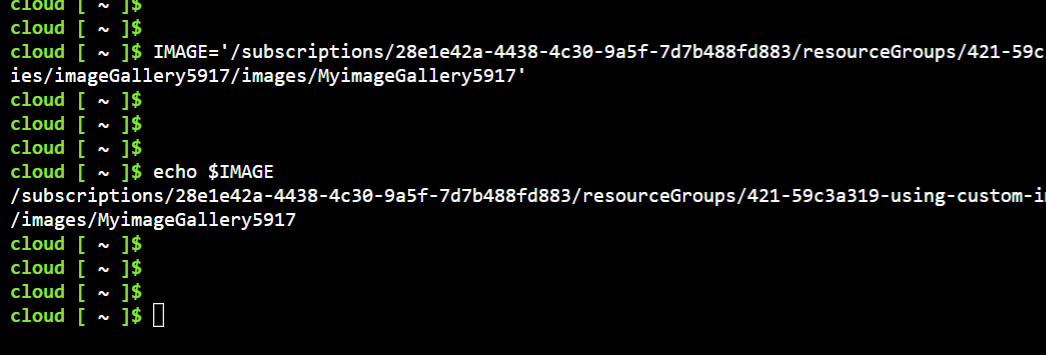 cloud [ ~ ]$
cloud [ ~ ]$
cloud [ ~ ]$ IMAGE='/subscriptions/28e1e42a-4438-4c30-9a5f-7d7b488fd883/resourceGroups/421-59c
ies/imageGallery5917/images/MyimageGallery5917'
cloud [ ~ ]$
cloud [ ~ ]$
cloud [ ~ ]$
cloud [ ~ ]$ echo $IMAGE
/subscriptions/28e1e42a-4438-4c30-9a5f-7d7b488fd883/resourceGroups/421-59c3a319-using-custom-i
/images/MyimageGallery5917
cloud [ ~ ]$
cloud [ ~ ]$
cloud [ ~ ]$
cloud [ ~ ]$